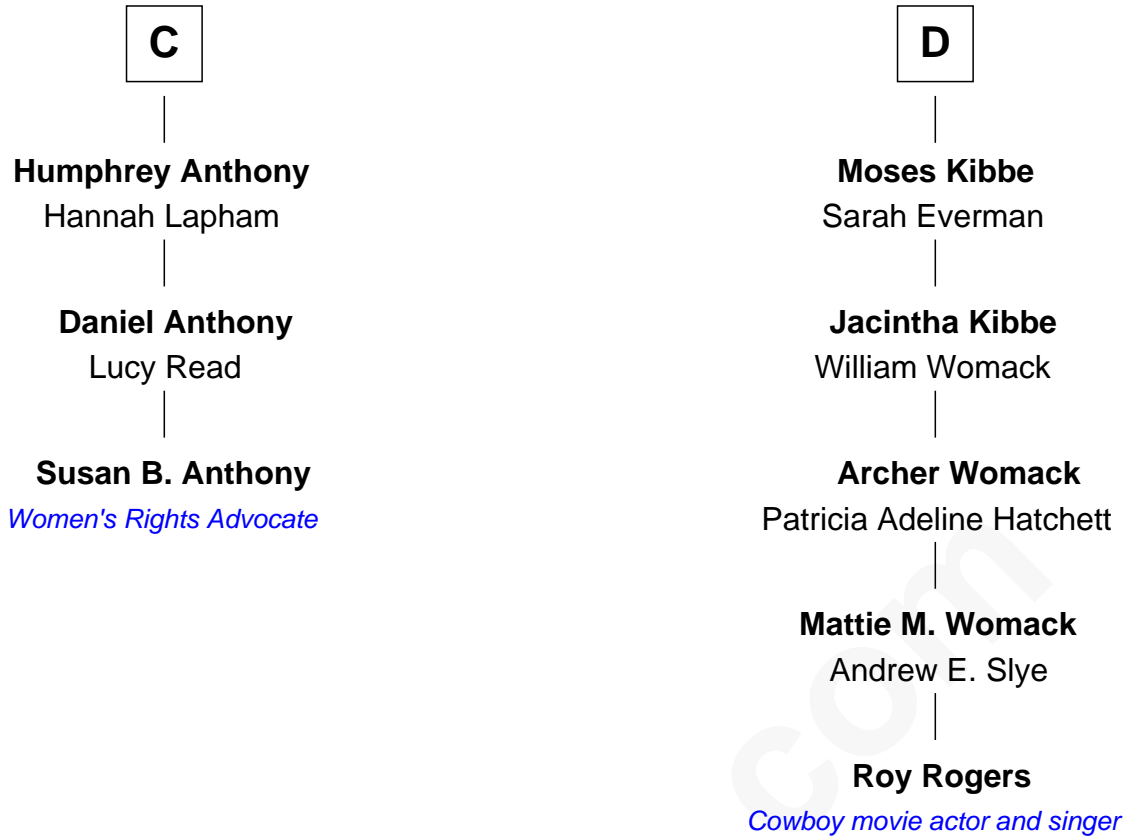 C
Humphrey Anthony
Hannah Lapham
Daniel Anthony
Lucy Read
Susan B. Anthony
Women's Rights Advocate
D
Moses Kibbe
Sarah Everman
Jacintha Kibbe
William Womack
Archer Womack
Patricia Adeline Hatchett
Mattie M. Womack
Andrew E. Slye
Roy Rogers
Cowboy movie actor and singer
com